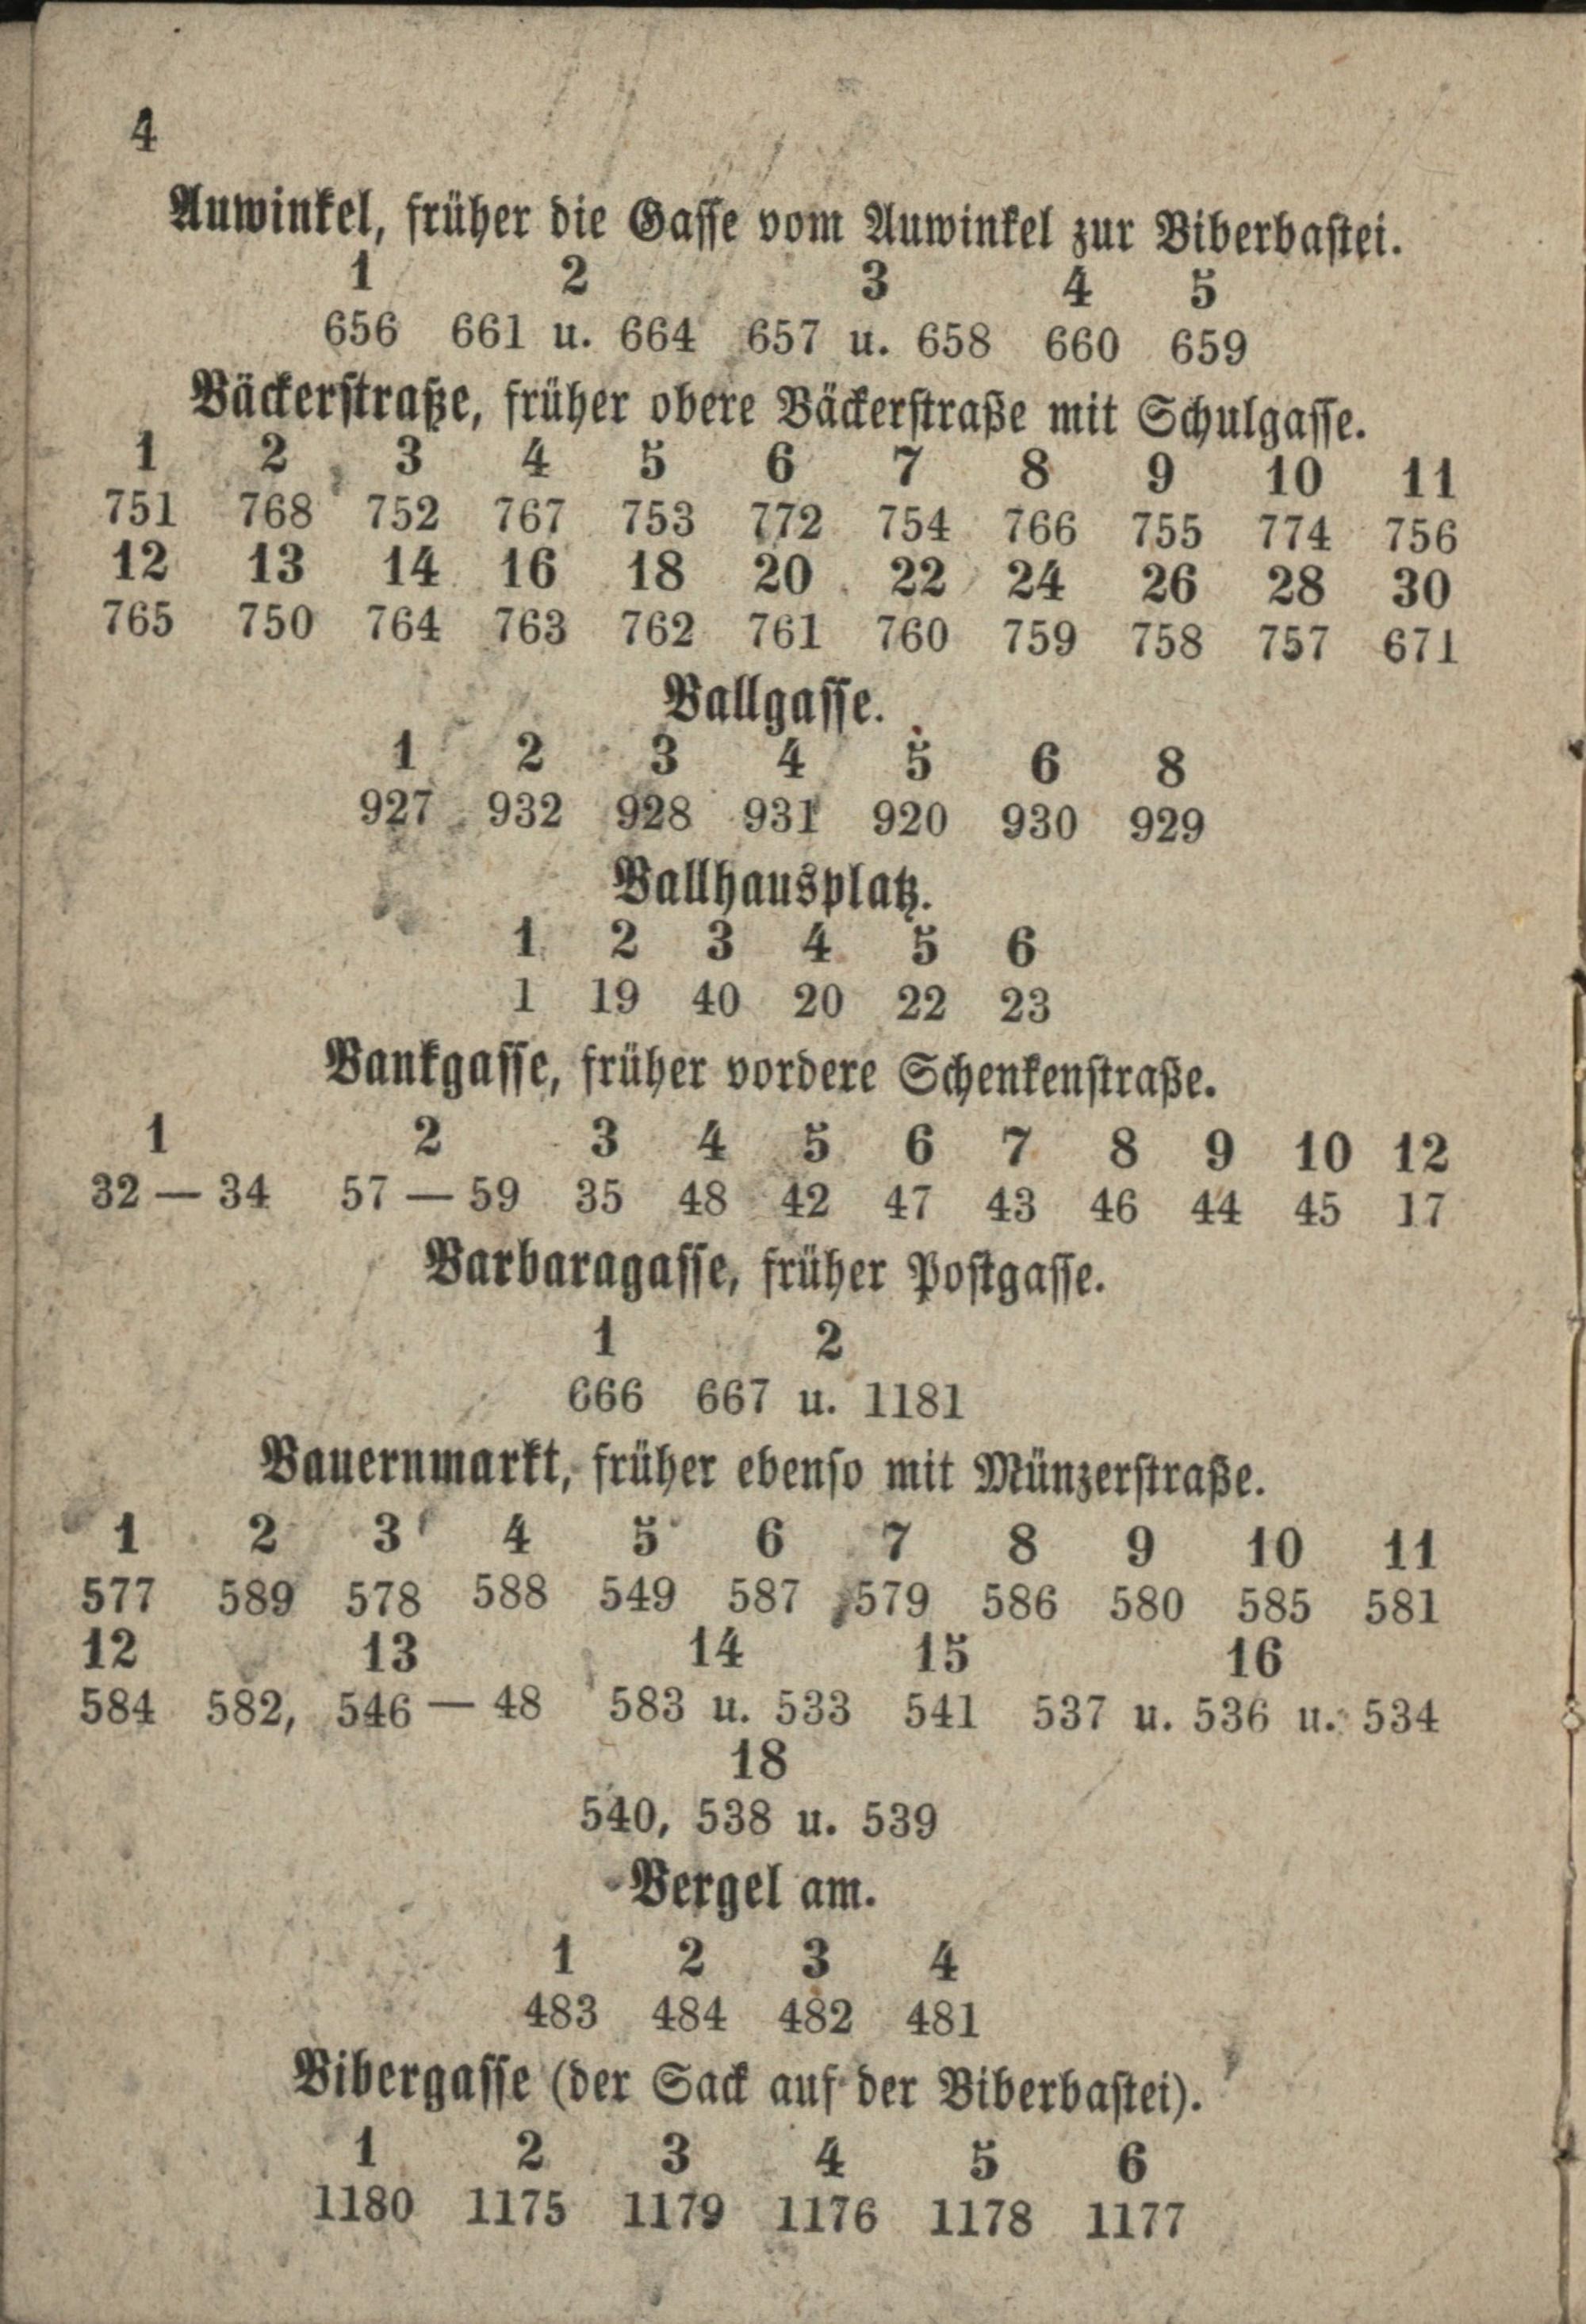 4
Auwinkel, früher die Gasse vom Auwinkel zur Biberbastei.
1 2 3 4 5
656 661 u. 664 657 u. 658 660 659
Bäckerstraße, früher obere Bäckerstraße mit Schulgasse.
1 2 3 4 5 6 7 8 9 10 11
751 768 752 767 753 772 754 766 755 774 756
12 13 14 16 18 20 22 24 26 28 30
765 750 764 763 762 761 760 759 758 757 671
Ballgasse.
1 2 3 4 5 6 8
927 932 928 931 920 930 929
Ballhausplatz.
1 2 3 4 5 6
1 19 40 20 22 23
Bankgasse, früher vordere Schenkenstraße.
1 2 3 4 5 6 7 8 9 10 12
32 — 34 57 — 59 35 48 42 47 43 46 44 45 17
Barbaragasse, früher Postgasse.
1 2
666 667 u. 1181
Bauernmarkt, früher ebenso mit Münzerstraße.
1 2 3 4 5 6 7 8 9 10 11
577 589 578 588 549 587 579 586 580 585 581
12 13 14 15 16
584 582, 546 — 48 583 u. 533 541 537 u. 536 u. 534
18
540, 538 u. 539
Bergel am.
1 2 3 4
483 484 482 481
Bibergasse (der Sack auf der Biberbastei).
1 2 3 4 5 6
1180 1175 1179 1176 1178 1177